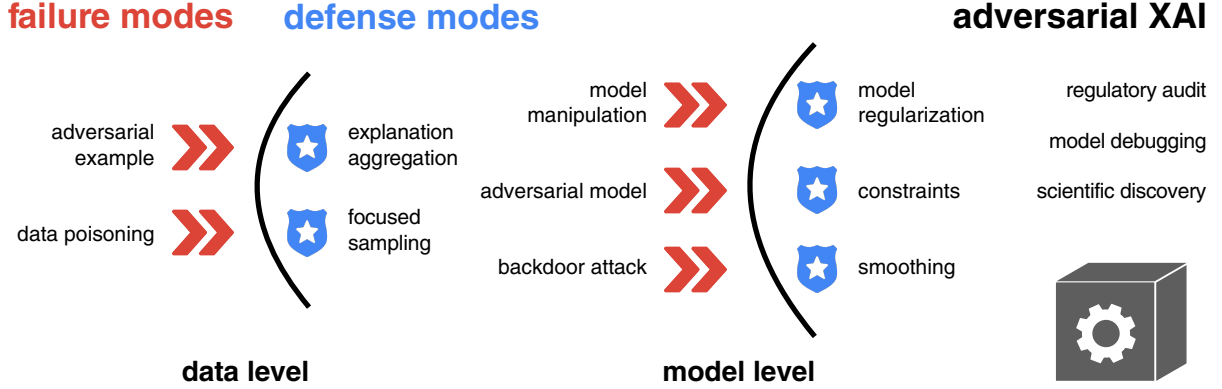 failure modes
defense modes
adversarial XAI
adversarial
example
data poisoning
explanation
aggregation
focused
sampling
data level
model
manipulation
adversarial model
backdoor attack
model
regularization
constraints
smoothing
model level
regulatory audit
model debugging
scientific discovery